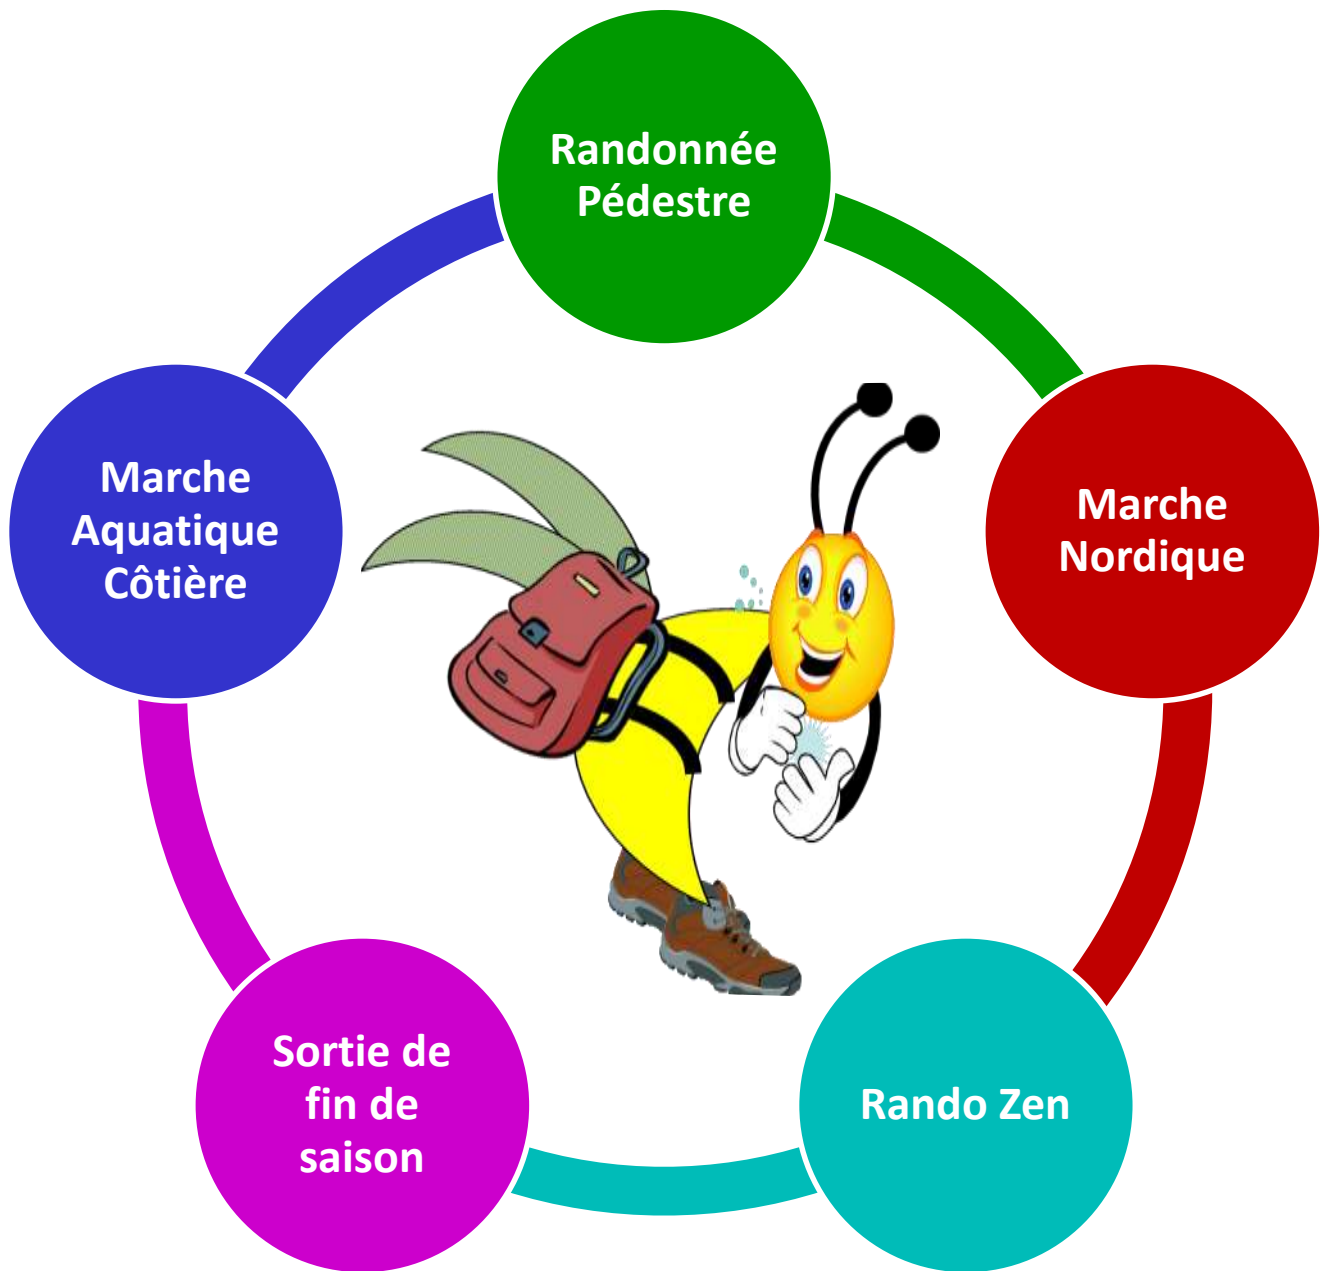 Randonnée
Pédestre
Marche
Nordique
Rando Zen
Sortie de
fin de
saison
Marche
Aquatique
Côtière